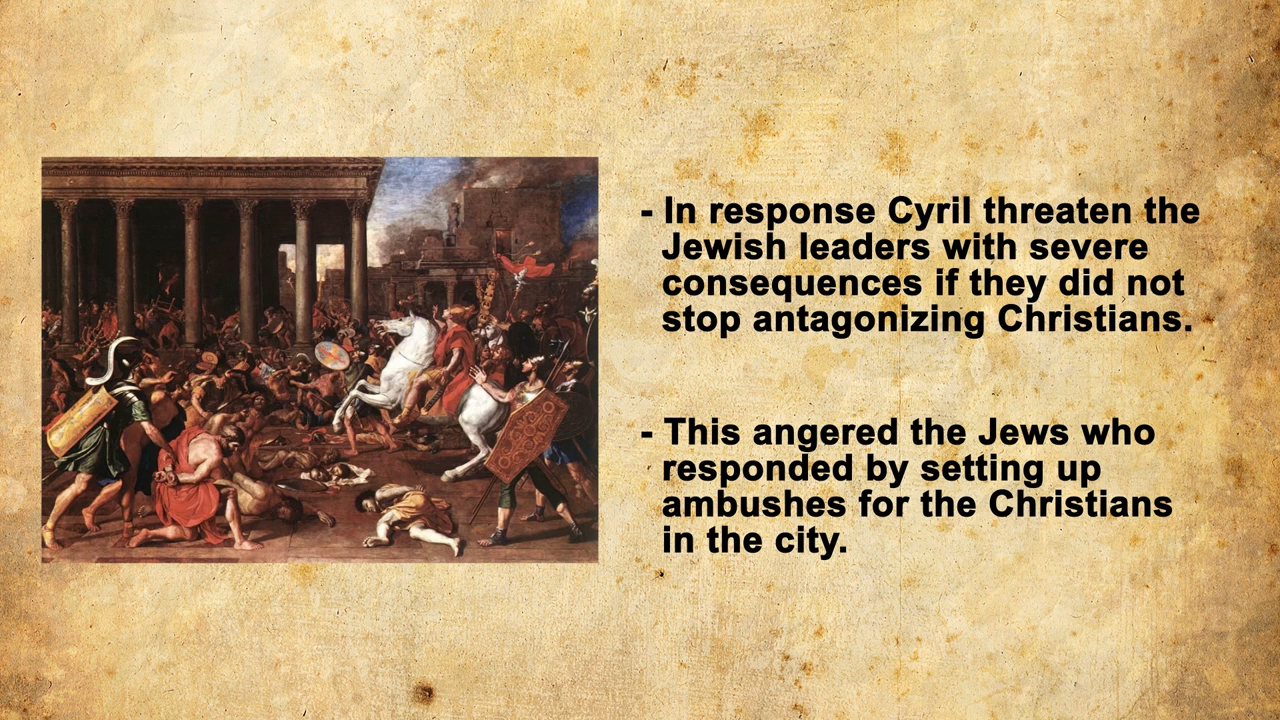 - In response Cyril threaten the
Jewish leaders with severe
consequences if they did not
stop antagonizing Christians.
- This angered the Jews who
responded by setting up
ambushes for the Christians
in the city.